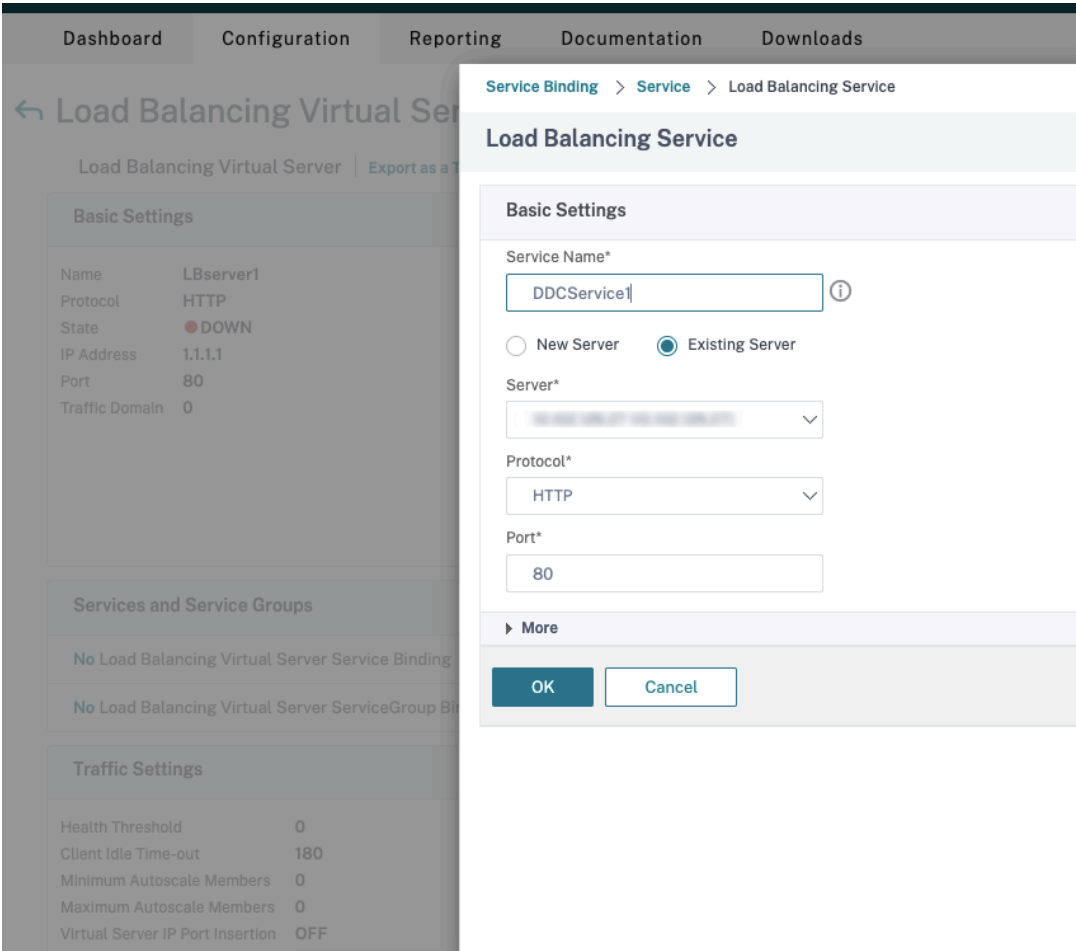 Dashboard Configuration Reporting Documentation Downloads
Service Binding > Service > Load Balancing Service
Load Balancing Virtual Ser
Load Balancing Service
Load Balancing Virtual Server | Export as a T
Basic Settings
Name LBserver1
Protocol HTTP
State DOWN
IP Address 1.1.1.1
Port 80
Traffic Domain 0
Services and Service Groups
No Load Balancing Virtual Server Service Binding
No Load Balancing Virtual Server ServiceGroup Bi
Traffic Settings
Health Threshold 0
Client Idle Time-out 180
Minimum Autoscale Members 0
Maximum Autoscale Members 0
Virtual Server IP Port Insertion OFF
Basic Settings
Service Name*
DDCService1
New Server Existing Server
Server*
Protocol*
HTTP
Port*
80
More
OK Cancel